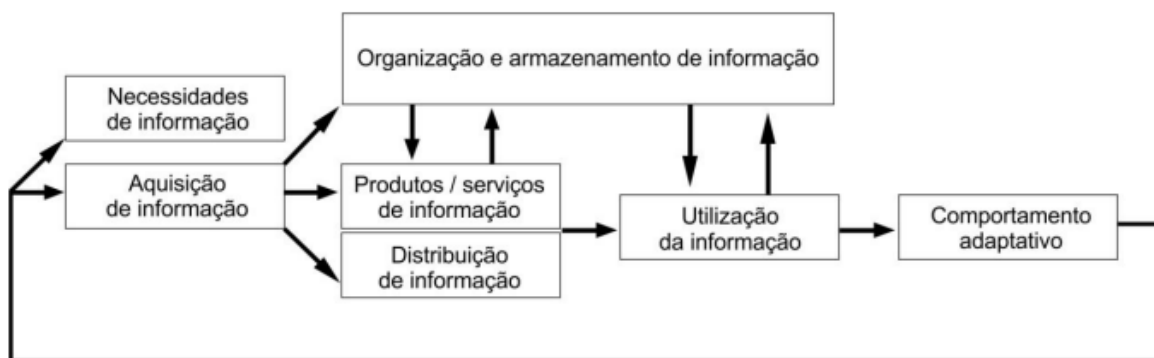 Organização e armazenamento de informação
Necessidades
de informação
Aquisição
de informação
Produtos / serviços
de informação
Distribuição
de informação
Utilização
da informação
Comportamento
adaptativo